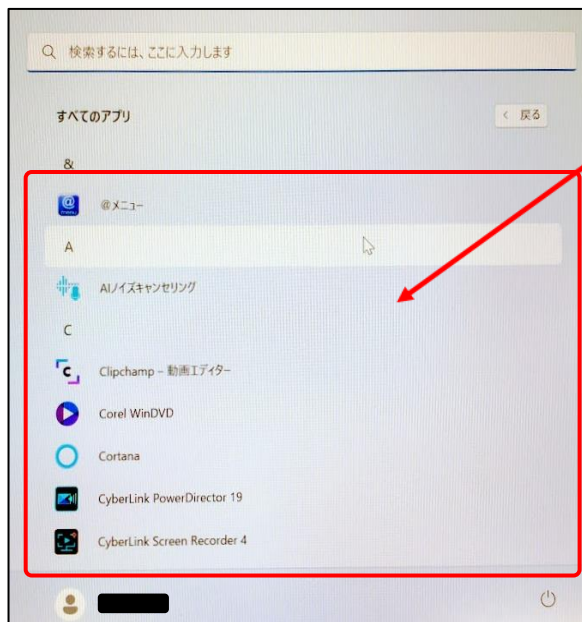 検索するには、ここに入力します
すべてのアプリ
< 戻る
&
@メニュー
A
AIノイズキャンセリング
C
Clipchamp – 動画エディター
Corel WinDVD
Cortana
CyberLink PowerDirector 19
CyberLink Screen Recorder 4